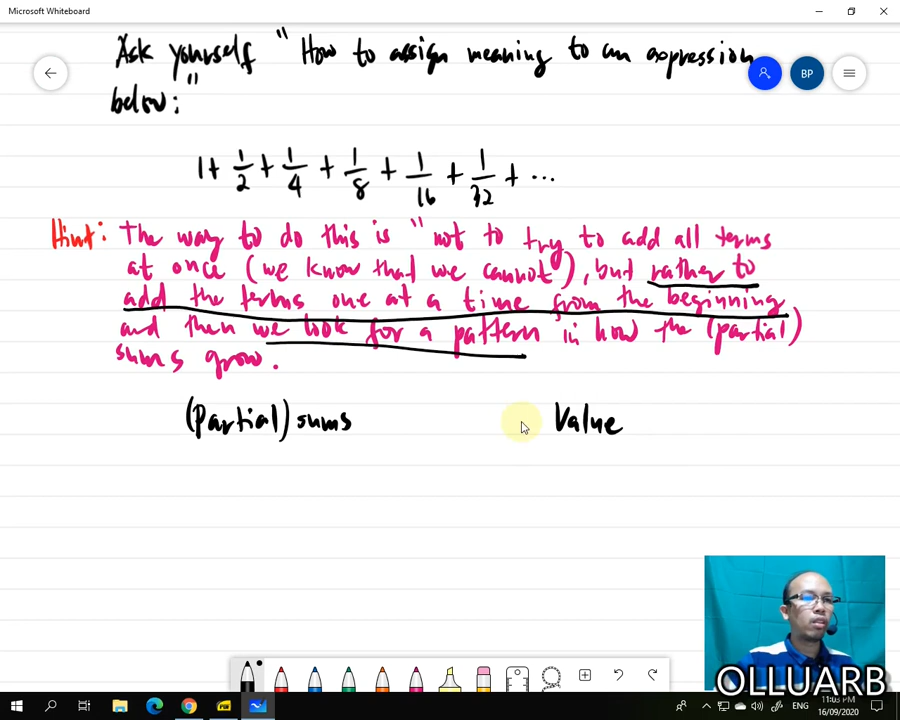 Microsoft Whiteboard
Ask yourself "How to assign meaning to an expression
below:"
BP
1 + 1/2 + 1/4 + 1/8 + 1/16 + 1/32 + ...
Hint: The way to do this is "not to try to add all terms
at once (we know that we cannot), but rather to
add the terms one at a time from the beginning
and then we look for a pattern in how the (partial)
sums grow.
(Partial) sums Value
OLLUARB
ENG
11:03 PM
16/09/2020